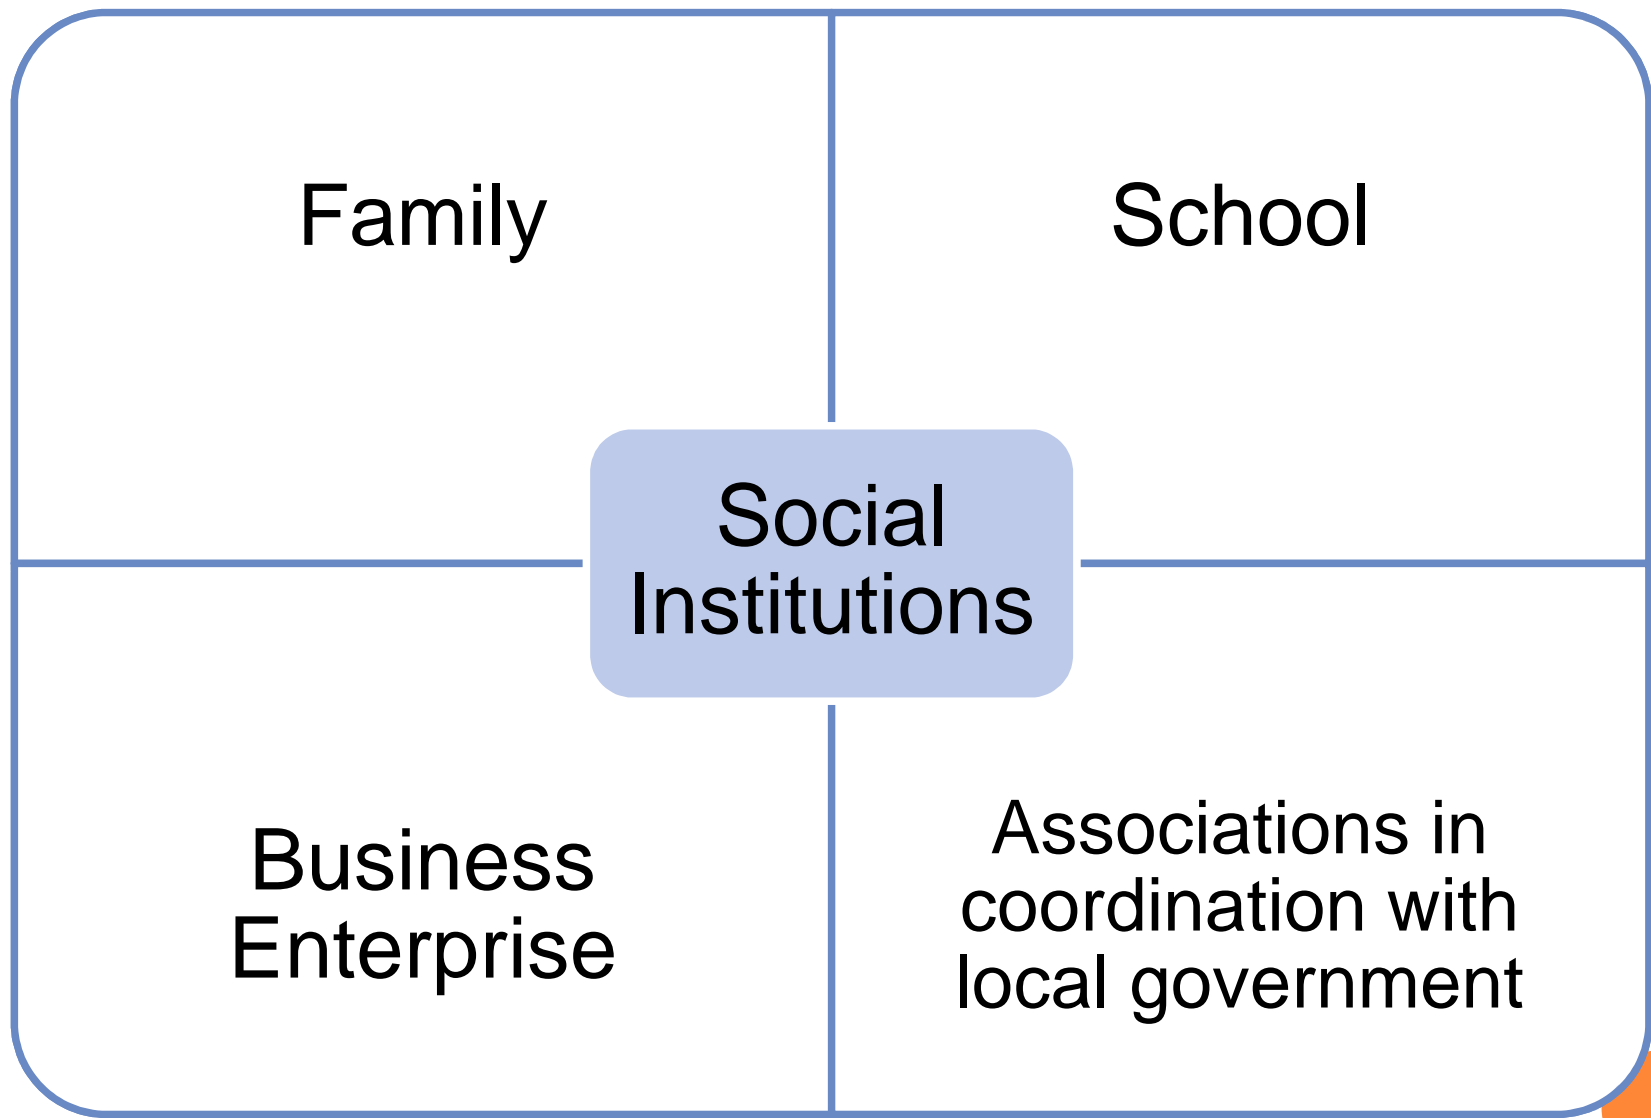 Family
School
Social
Institutions
Business
Enterprise
Associations in
coordination with
local government